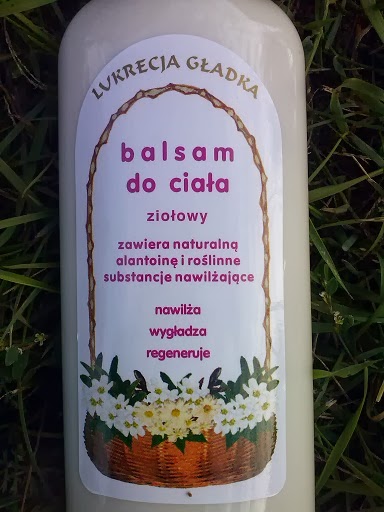 LUKRECJA GŁADKA
balsam
do ciała
ziołowy
zawiera naturalną
alantoinę i roślinne
substancje nawilżające
nawilża
wygładza
regeneruje